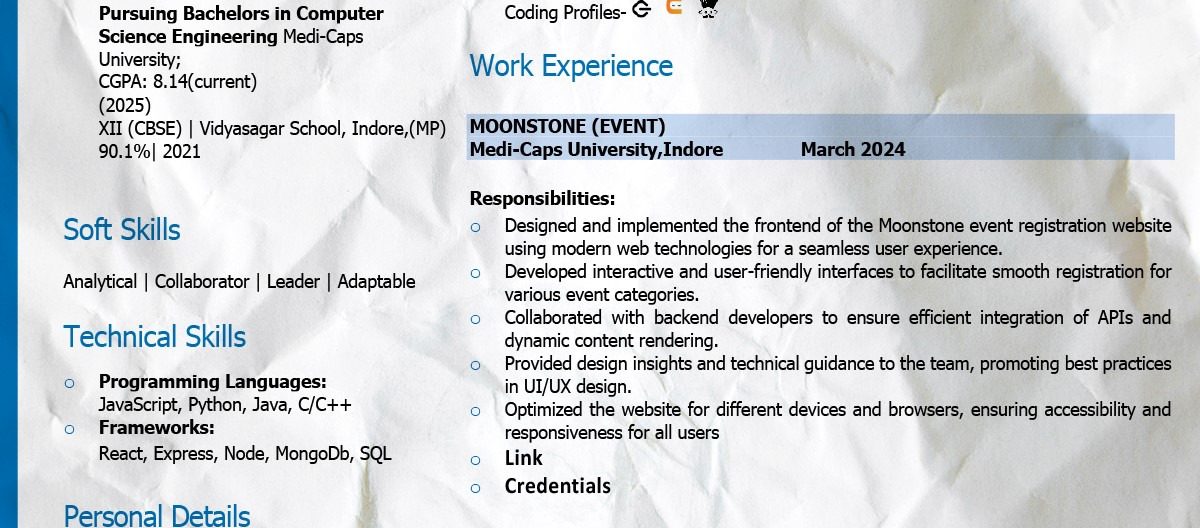 Pursuing Bachelors in Computer
Science Engineering Medi-Caps
University;
CGPA: 8.14(current)
(2025)
XII (CBSE) | Vidyasagar School, Indore,(MP)
90.1%| 2021
Soft Skills
Analytical | Collaborator | Leader | Adaptable
Technical Skills
o Programming Languages:
JavaScript, Python, Java, C/C++
o Frameworks:
React, Express, Node, MongoDb, SQL
Personal Details
Coding Profiles-
Work Experience
MOONSTONE (EVENT)
Medi-Caps University,Indore March 2024
Responsibilities:
o Designed and implemented the frontend of the Moonstone event registration website
using modern web technologies for a seamless user experience.
o Developed interactive and user-friendly interfaces to facilitate smooth registration for
various event categories.
o Collaborated with backend developers to ensure efficient integration of APIs and
dynamic content rendering.
o Provided design insights and technical guidance to the team, promoting best practices
in UI/UX design.
o Optimized the website for different devices and browsers, ensuring accessibility and
responsiveness for all users
o Link
o Credentials